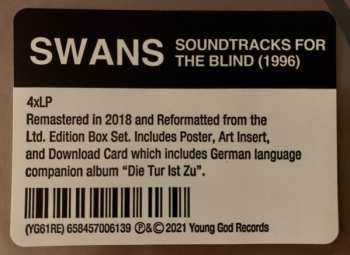 SWANS SOUNDTRACKS FOR
THE BLIND (1996)
4xLP
Remastered in 2018 and Reformatted from the
Ltd. Edition Box Set. Includes Poster, Art Insert,
and Download Card which includes German language
companion album “Die Tur Ist Zu”.
(YG61RE) 658457006139 ℗&© 2021 Young God Records